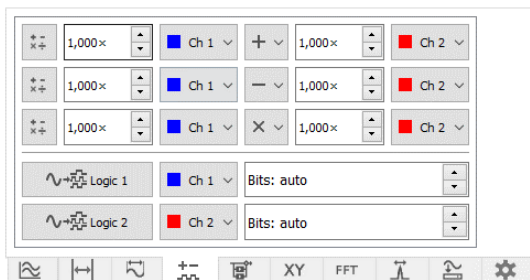 1,000× Ch 1 + 1,000× Ch 2
1,000× Ch 1 − 1,000× Ch 2
1,000× Ch 1 × 1,000× Ch 2
Logic 1 Ch 1 Bits: auto
Logic 2 Ch 2 Bits: auto
XY FFT